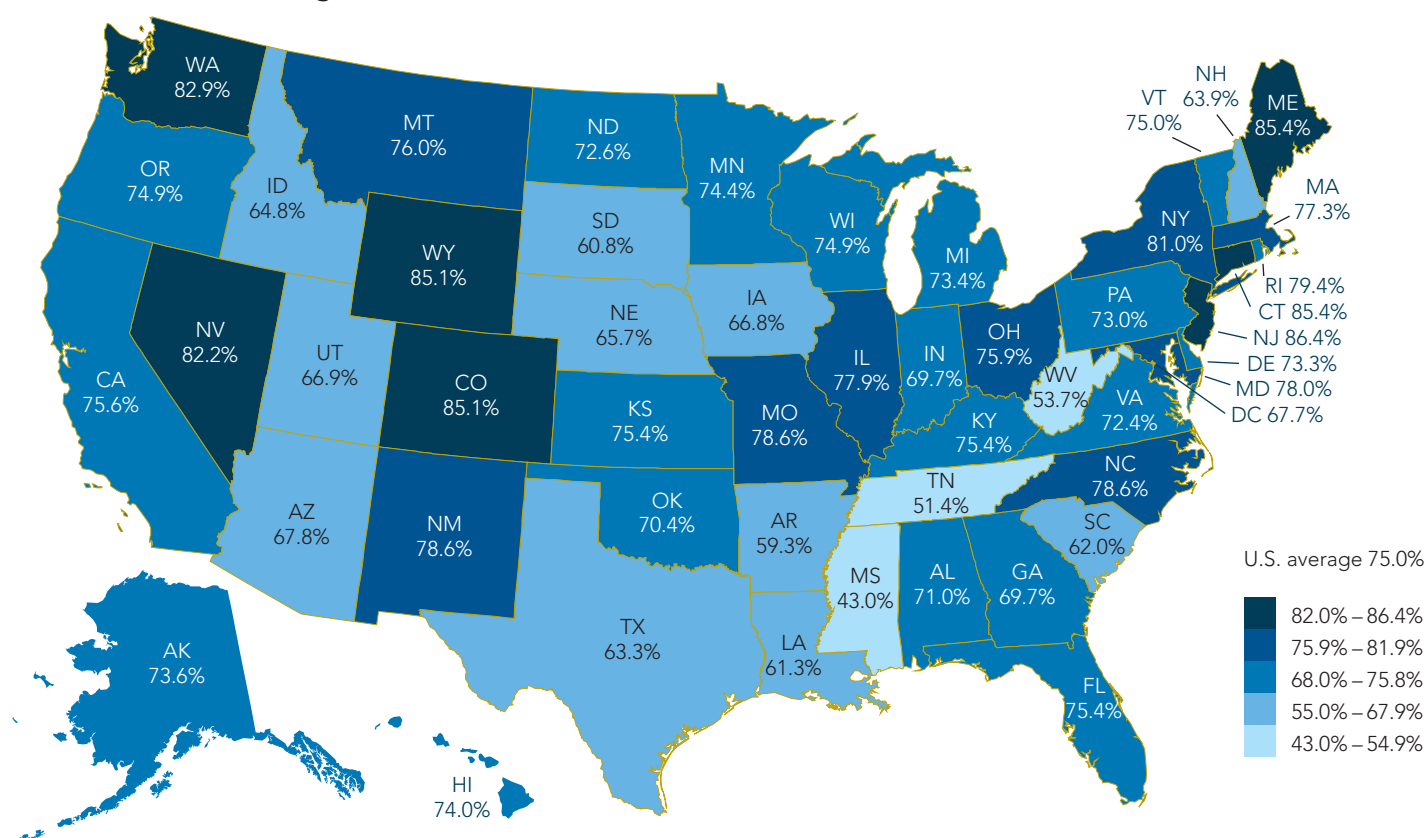 WA
82.9%
MT
76.0%
ND
72.6%
MN
74.4%
OR
74.9%
ID
64.8%
WY
85.1%
SD
60.8%
WI
74.9%
MI
73.4%
NV
82.2%
UT
66.9%
CO
85.1%
NE
65.7%
IA
66.8%
IL
77.9%
IN
69.7%
OH
75.9%
PA
73.0%
NY
81.0%
VT
75.0%
NH
63.9%
ME
85.4%
MA
77.3%
RI 79.4%
CT 85.4%
NJ 86.4%
DE 73.3%
MD 78.0%
DC 67.7%
CA
75.6%
KS
75.4%
MO
78.6%
KY
75.4%
WV
53.7%
VA
72.4%
AZ
67.8%
NM
78.6%
OK
70.4%
AR
59.3%
TN
51.4%
NC
78.6%
SC
62.0%
TX
63.3%
LA
61.3%
MS
43.0%
AL
71.0%
GA
69.7%
FL
75.4%
AK
73.6%
HI
74.0%
U.S. average 75.0%
82.0%–86.4%
75.9%–81.9%
68.0%–75.8%
55.0%–67.9%
43.0%–54.9%